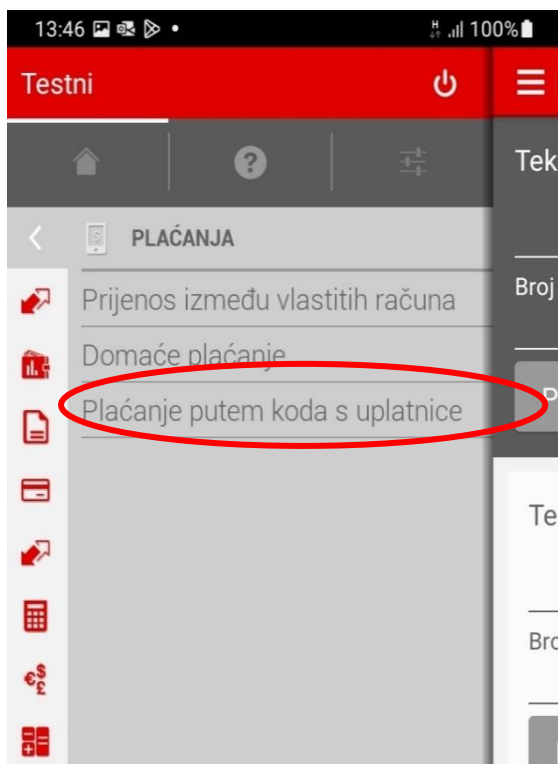 13:46
100%
Testni
Tek
PLAĆANJA
Prijenos između vlastitih računa
Broj
Domaće plaćanje
Plaćanje putem koda s uplatnice
Te
Bro